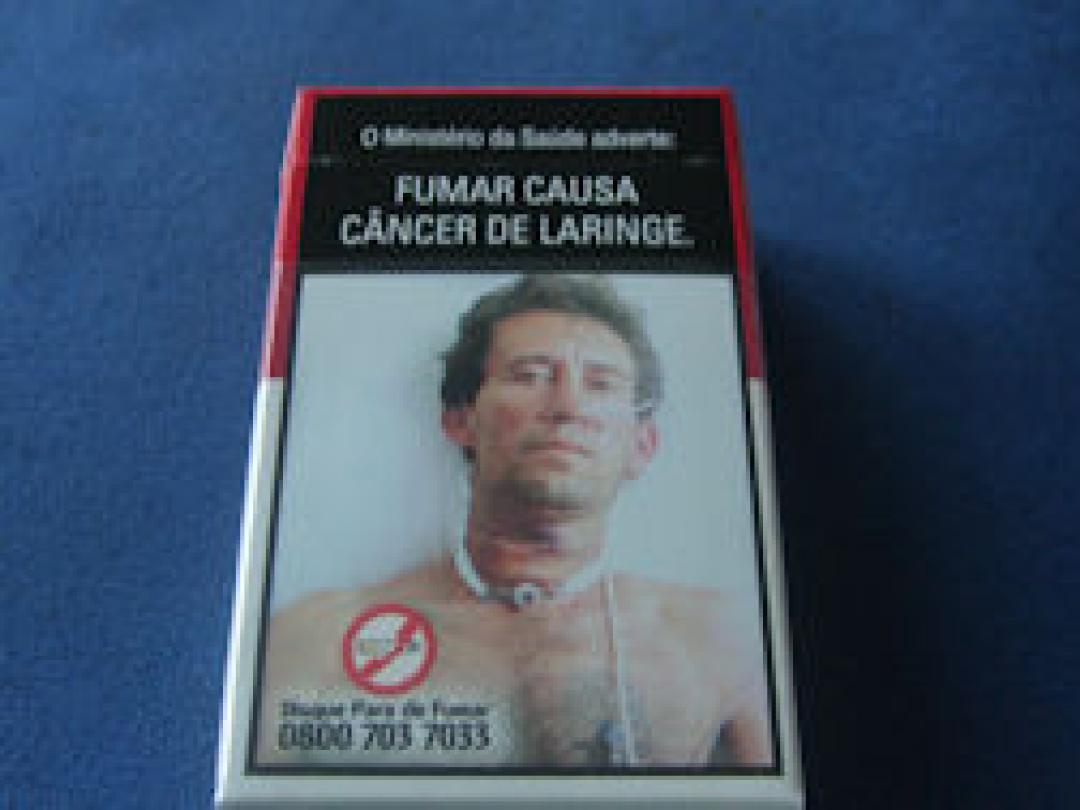 O Ministério da Saúde adverte:
FUMAR CAUSA
CÂNCER DE LARINGE.
Disque Pare de Fumar
0800 703 7033